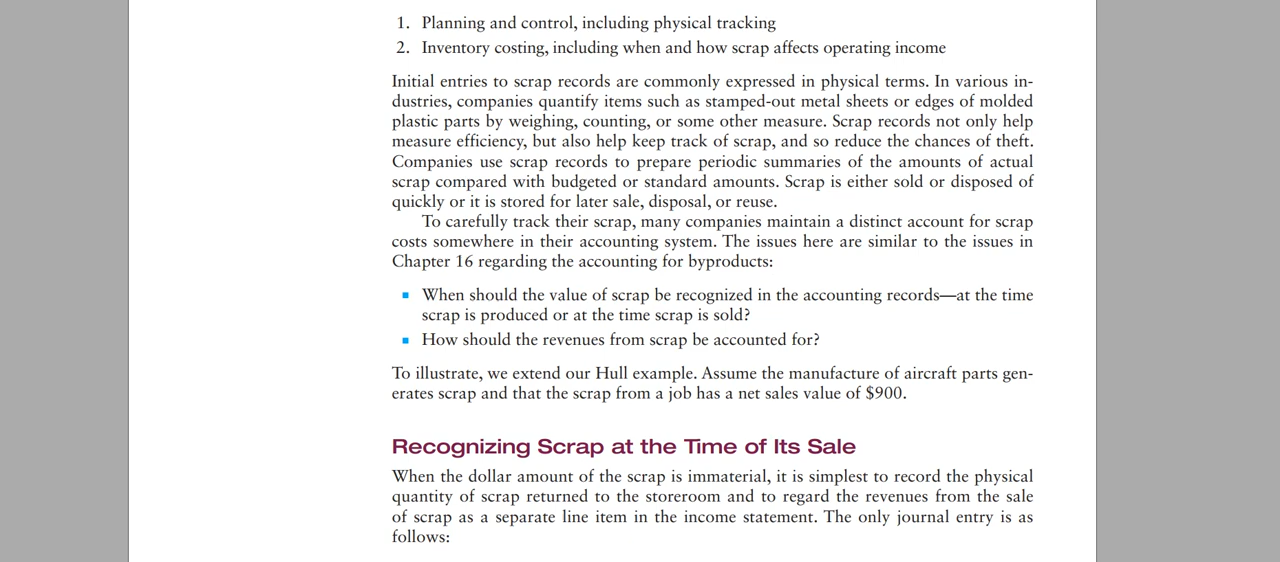 1. Planning and control, including physical tracking
2. Inventory costing, including when and how scrap affects operating income
Initial entries to scrap records are commonly expressed in physical terms. In various in-
dustries, companies quantify items such as stamped-out metal sheets or edges of molded
plastic parts by weighing, counting, or some other measure. Scrap records not only help
measure efficiency, but also help keep track of scrap, and so reduce the chances of theft.
Companies use scrap records to prepare periodic summaries of the amounts of actual
scrap compared with budgeted or standard amounts. Scrap is either sold or disposed of
quickly or it is stored for later sale, disposal, or reuse.
To carefully track their scrap, many companies maintain a distinct account for scrap
costs somewhere in their accounting system. The issues here are similar to the issues in
Chapter 16 regarding the accounting for byproducts:
■ When should the value of scrap be recognized in the accounting records—at the time
scrap is produced or at the time scrap is sold?
■ How should the revenues from scrap be accounted for?
To illustrate, we extend our Hull example. Assume the manufacture of aircraft parts gen-
erates scrap and that the scrap from a job has a net sales value of $900.
Recognizing Scrap at the Time of Its Sale
When the dollar amount of the scrap is immaterial, it is simplest to record the physical
quantity of scrap returned to the storeroom and to regard the revenues from the sale
of scrap as a separate line item in the income statement. The only journal entry is as
follows: